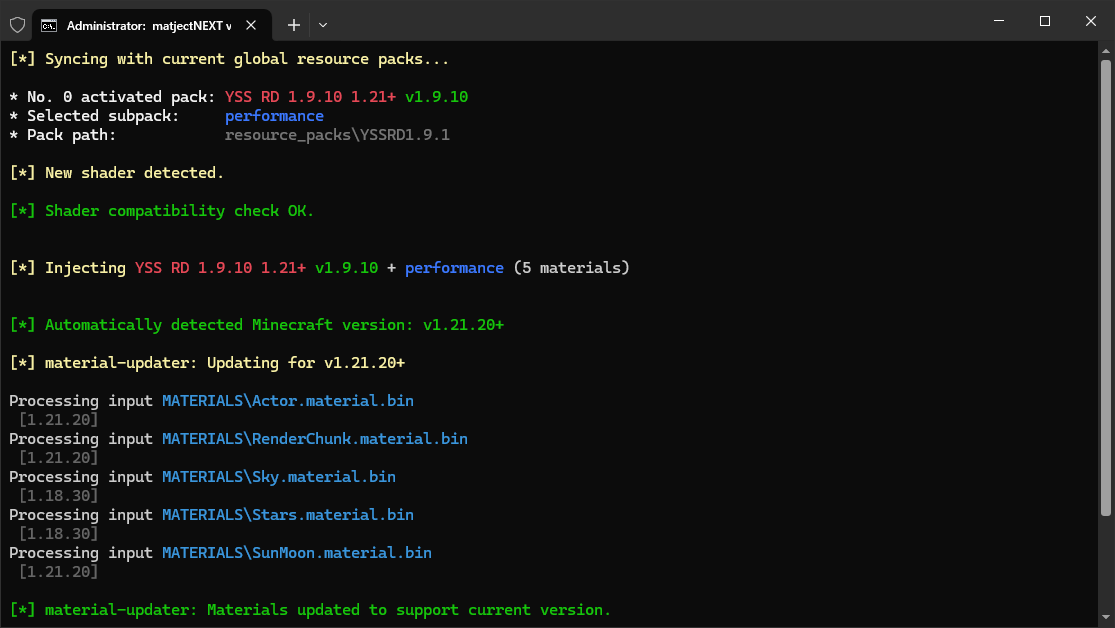 Administrator: matjectNEXT v
[*] Syncing with current global resource packs...
* No. 0 activated pack: YSS RD 1.9.10 1.21+ v1.9.10
* Selected subpack: performance
* Pack path: resource_packs\YSSRD1.9.1
[*] New shader detected.
[*] Shader compatibility check OK.
[*] Injecting YSS RD 1.9.10 1.21+ v1.9.10 + performance (5 materials)
[*] Automatically detected Minecraft version: v1.21.20+
[*] material-updater: Updating for v1.21.20+
Processing input MATERIALS\Actor.material.bin
[1.21.20]
Processing input MATERIALS\RenderChunk.material.bin
[1.21.20]
Processing input MATERIALS\Sky.material.bin
[1.18.30]
Processing input MATERIALS\Stars.material.bin
[1.18.30]
Processing input MATERIALS\SunMoon.material.bin
[1.21.20]
[*] material-updater: Materials updated to support current version.